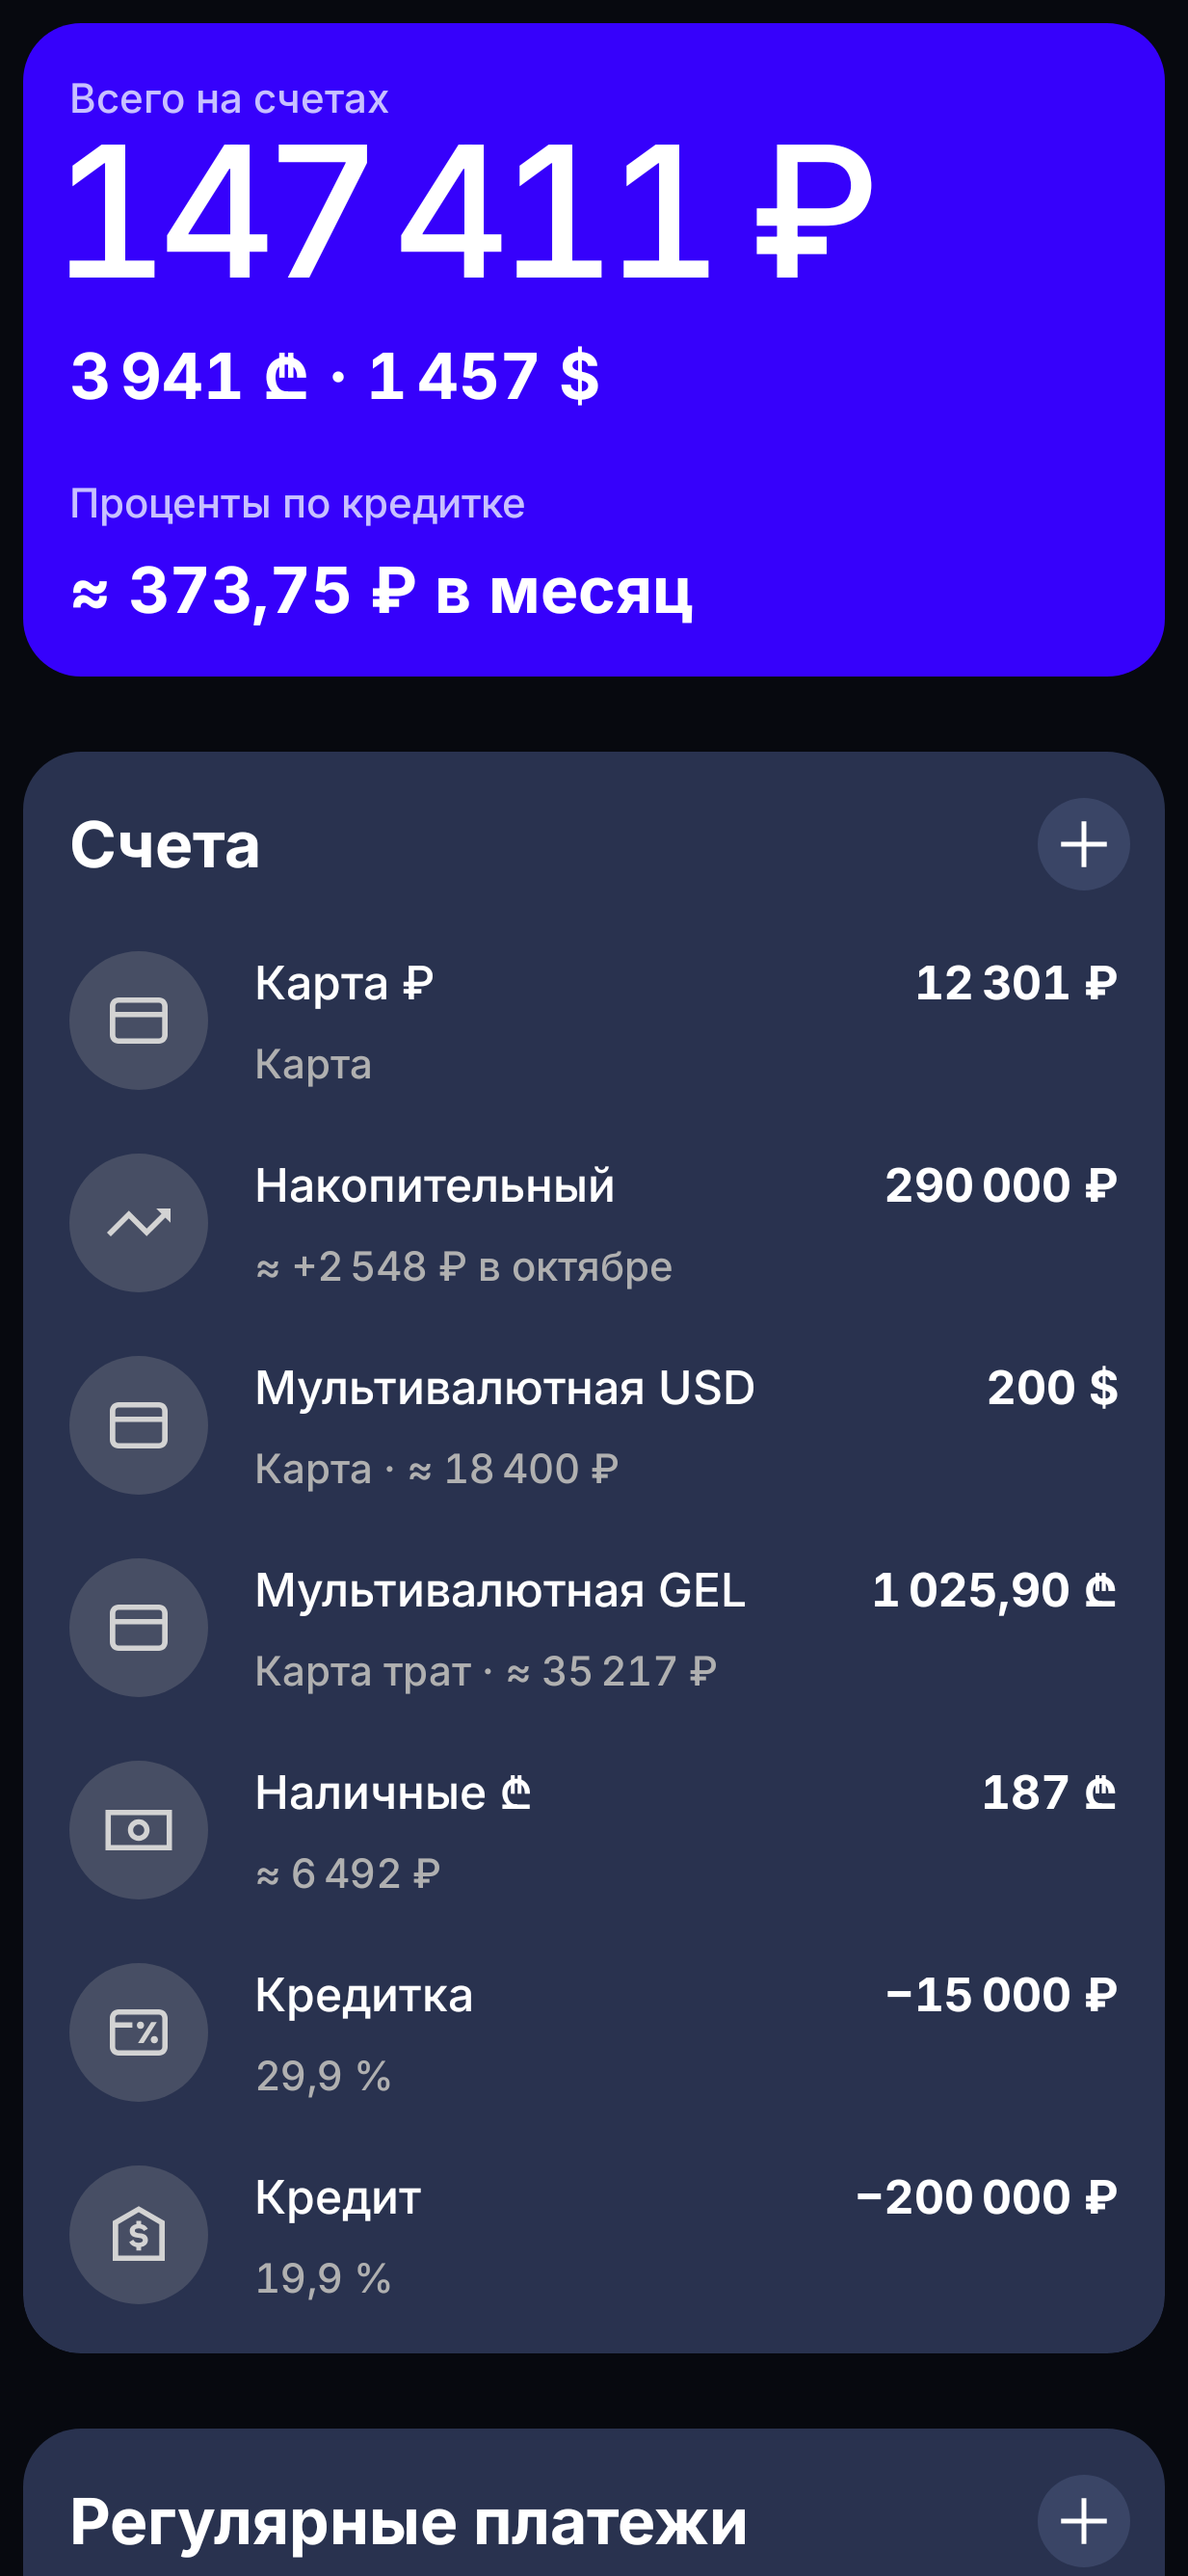 Всего на счетах
147 411 ₽
3 941 ₾ · 1 457 $
Проценты по кредитке
≈ 373,75 ₽ в месяц
Счета
Карта ₽
12 301 ₽
Карта
Накопительный
290 000 ₽
≈ +2 548 ₽ в октябре
Мультивалютная USD
200 $
Карта · ≈ 18 400 ₽
Мультивалютная GEL
1 025,90 ₾
Карта трат · ≈ 35 217 ₽
Наличные ₾
187 ₾
≈ 6 492 ₽
Кредитка
−15 000 ₽
29,9 %
Кредит
−200 000 ₽
19,9 %
Регулярные платежи